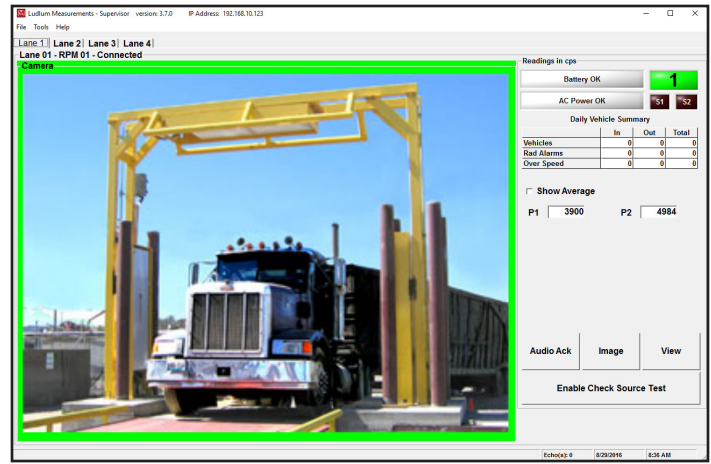 Ludlum Measurements - Supervisor version: 3.7.0 IP Address: 192.168.10.123
File Tools Help
Lane 1 Lane 2 Lane 3 Lane 4
Lane 01 - RPM 01 - Connected
Camera
Readings in cps
Battery OK
1
AC Power OK
S1 S2
Daily Vehicle Summary
In Out Total
Vehicles 0 0 0
Rad Alarms 0 0 0
Over Speed 0 0 0
Show Average
P1 3900 P2 4984
Audio Ack Image View
Enable Check Source Test
Echo(s): 0 8/29/2016 8:36 AM